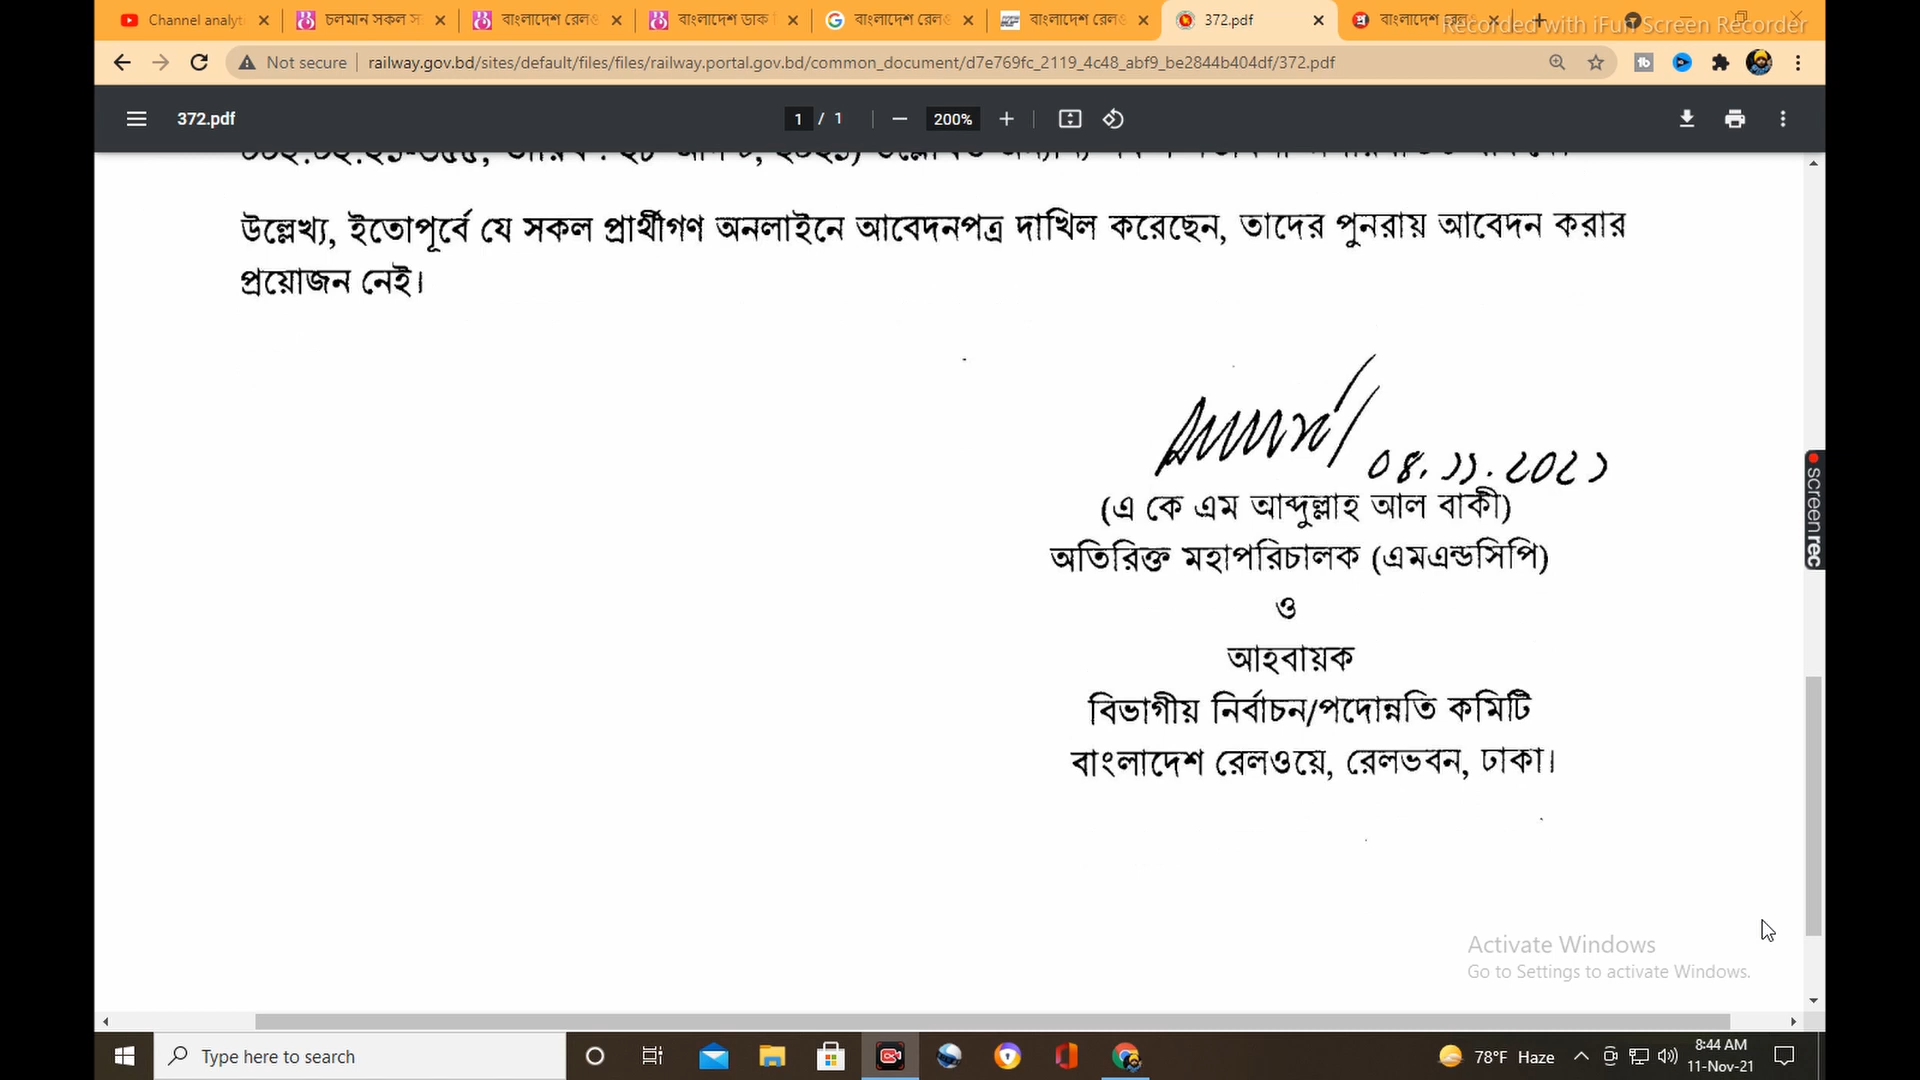 Channel analyt
চলমান সকল স
বাংলাদেশ রেল
বাংলাদেশ ডাক
বাংলাদেশ রেল
বাংলাদেশ রেল
372.pdf
বাংলাদেশ রেল
Recorded with iFun Screen Recorder
Not secure
railway.gov.bd/sites/default/files/files/railway.portal.gov.bd/common_document/d7e769fc_2119_4c48_abf9_be2844b404df/372.pdf
372.pdf
1 / 1
200%
উল্লেখ্য, ইতোপূর্বে যে সকল প্রার্থীগণ অনলাইনে আবেদনপত্র দাখিল করেছেন, তাদের পুনরায় আবেদন করার
প্রয়োজন নেই।
০৪.১১.২০২১
(এ কে এম আব্দুল্লাহ আল বাকী)
অতিরিক্ত মহাপরিচালক (এমএন্ডসিপি)
ও
আহবায়ক
বিভাগীয় নির্বাচন/পদোন্নতি কমিটি
বাংলাদেশ রেলওয়ে, রেলভবন, ঢাকা।
screenrec
Activate Windows
Go to Settings to activate Windows.
Type here to search
78°F Haze
8:44 AM
11-Nov-21